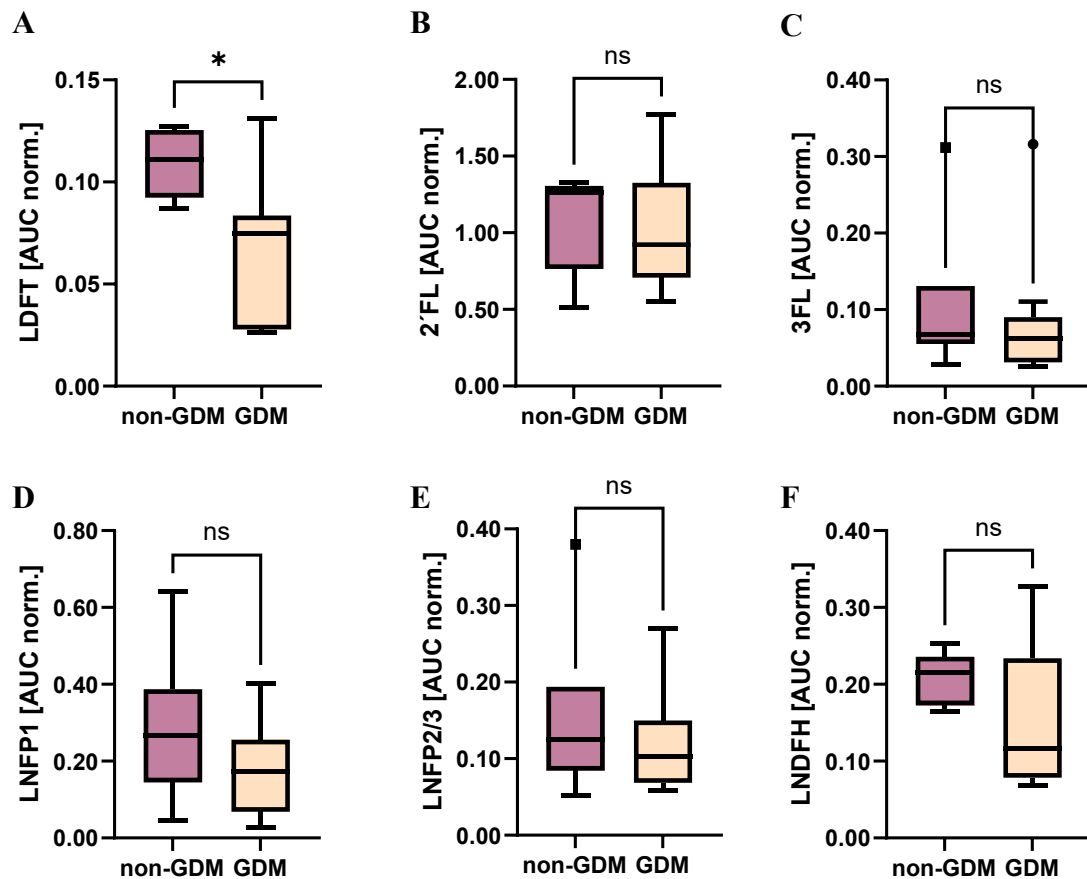 A
LDFT [AUC norm.]
*
0.15
0.10
0.05
0.00
non-GDM GDM
B
2´FL [AUC norm.]
ns
2.00
1.50
1.00
0.50
0.00
non-GDM GDM
C
3FL [AUC norm.]
ns
0.40
0.30
0.20
0.10
0.00
non-GDM GDM
D
LNFP1 [AUC norm.]
ns
0.80
0.60
0.40
0.20
0.00
non-GDM GDM
E
LNFP2/3 [AUC norm.]
ns
0.40
0.30
0.20
0.10
0.00
non-GDM GDM
F
LNDFH [AUC norm.]
ns
0.40
0.30
0.20
0.10
0.00
non-GDM GDM